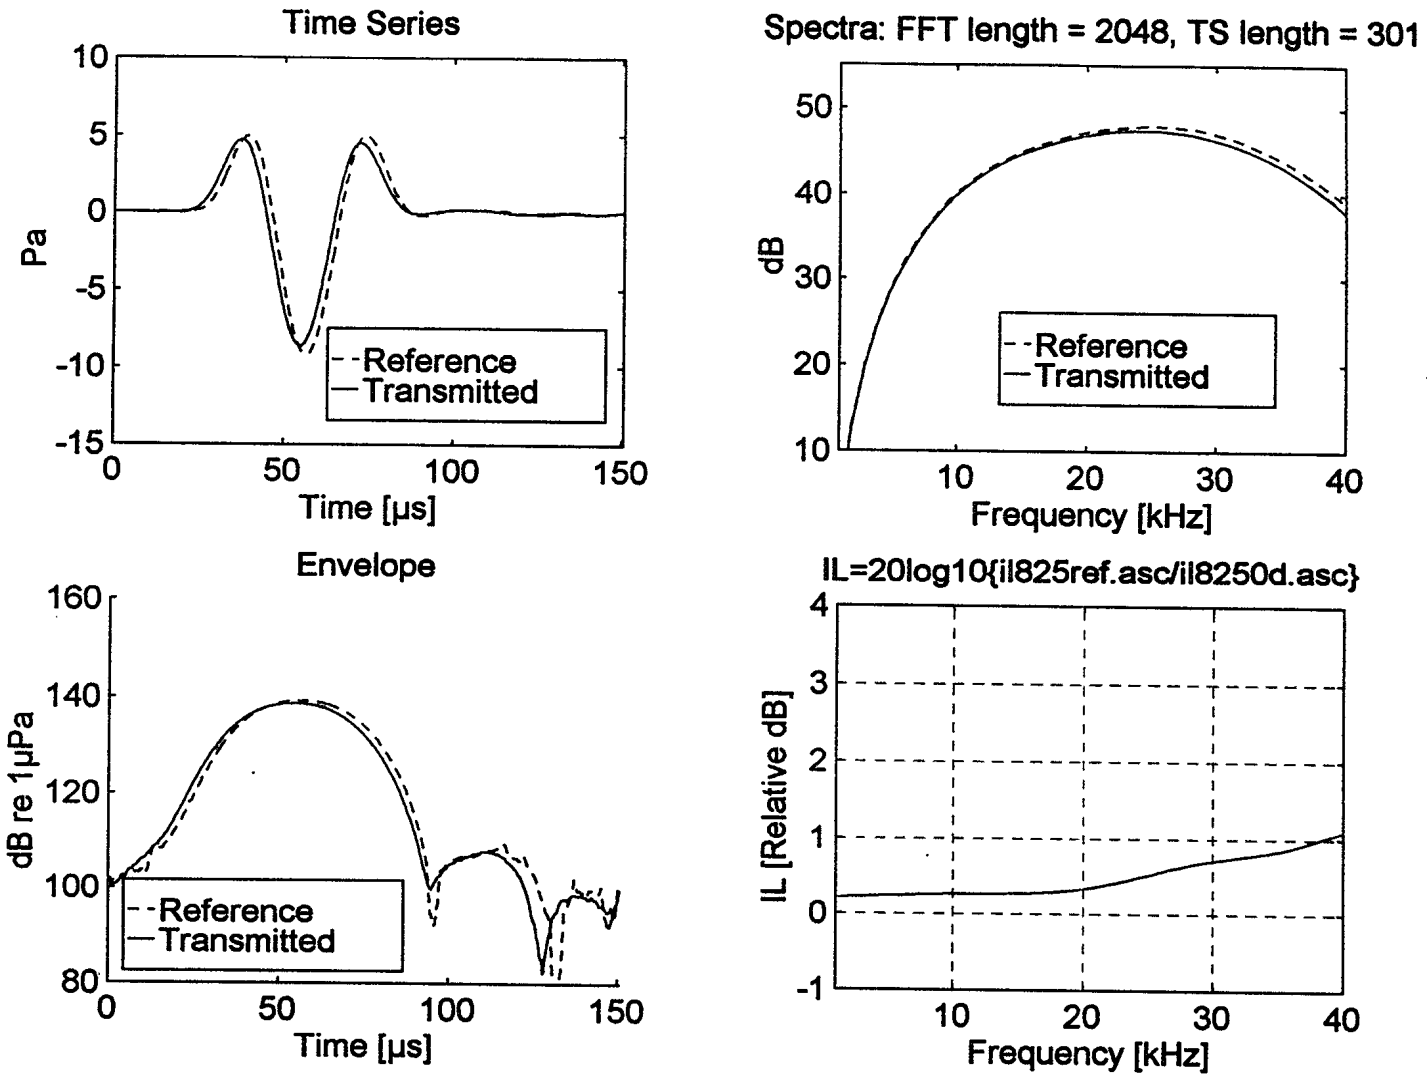 Time Series
10
5
0
-5
-10
-15
Pa
Reference
Transmitted
0 50 100 150
Time [µs]
Spectra: FFT length = 2048, TS length = 301
50
40
30
20
10
dB
Reference
Transmitted
10 20 30 40
Frequency [kHz]
Envelope
160
140
120
100
80
dB re 1µPa
Reference
Transmitted
0 50 100 150
Time [µs]
IL=20log10{il825ref.asc/il8250d.asc}
4
3
2
1
0
-1
IL [Relative dB]
10 20 30 40
Frequency [kHz]